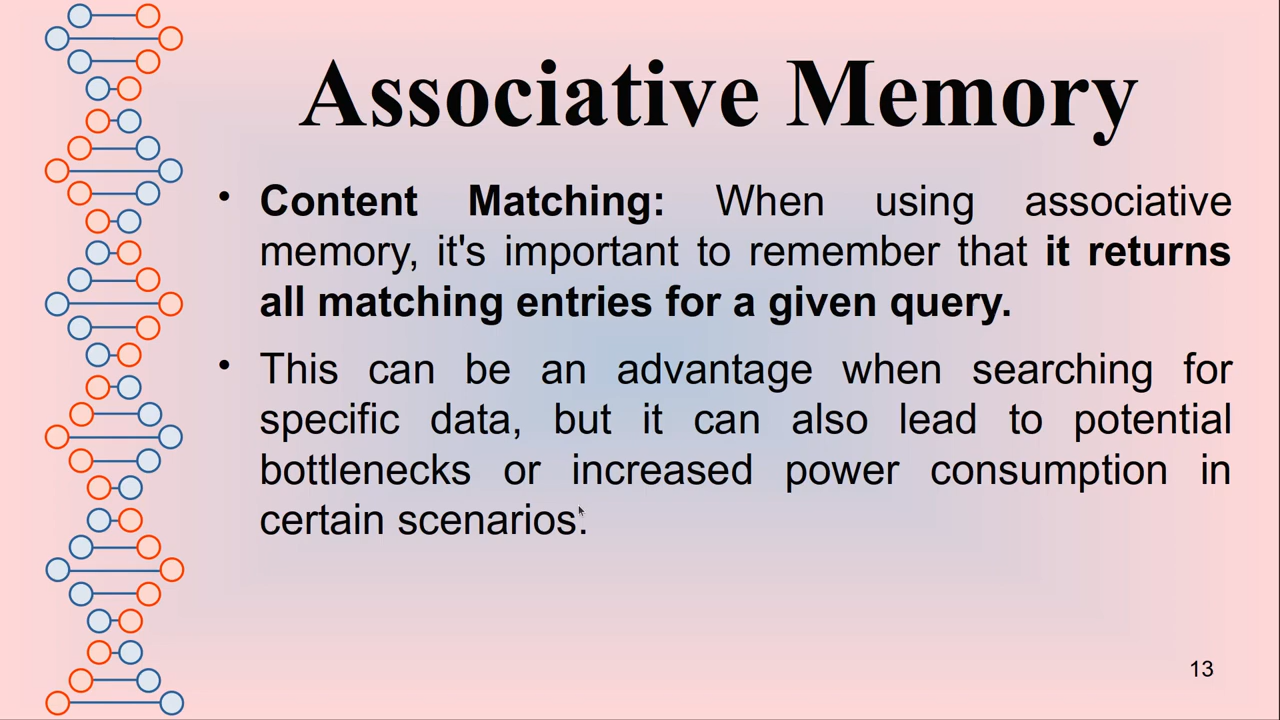 Associative Memory
• Content Matching: When using associative
memory, it's important to remember that it returns
all matching entries for a given query.
• This can be an advantage when searching for
specific data, but it can also lead to potential
bottlenecks or increased power consumption in
certain scenarios.
13